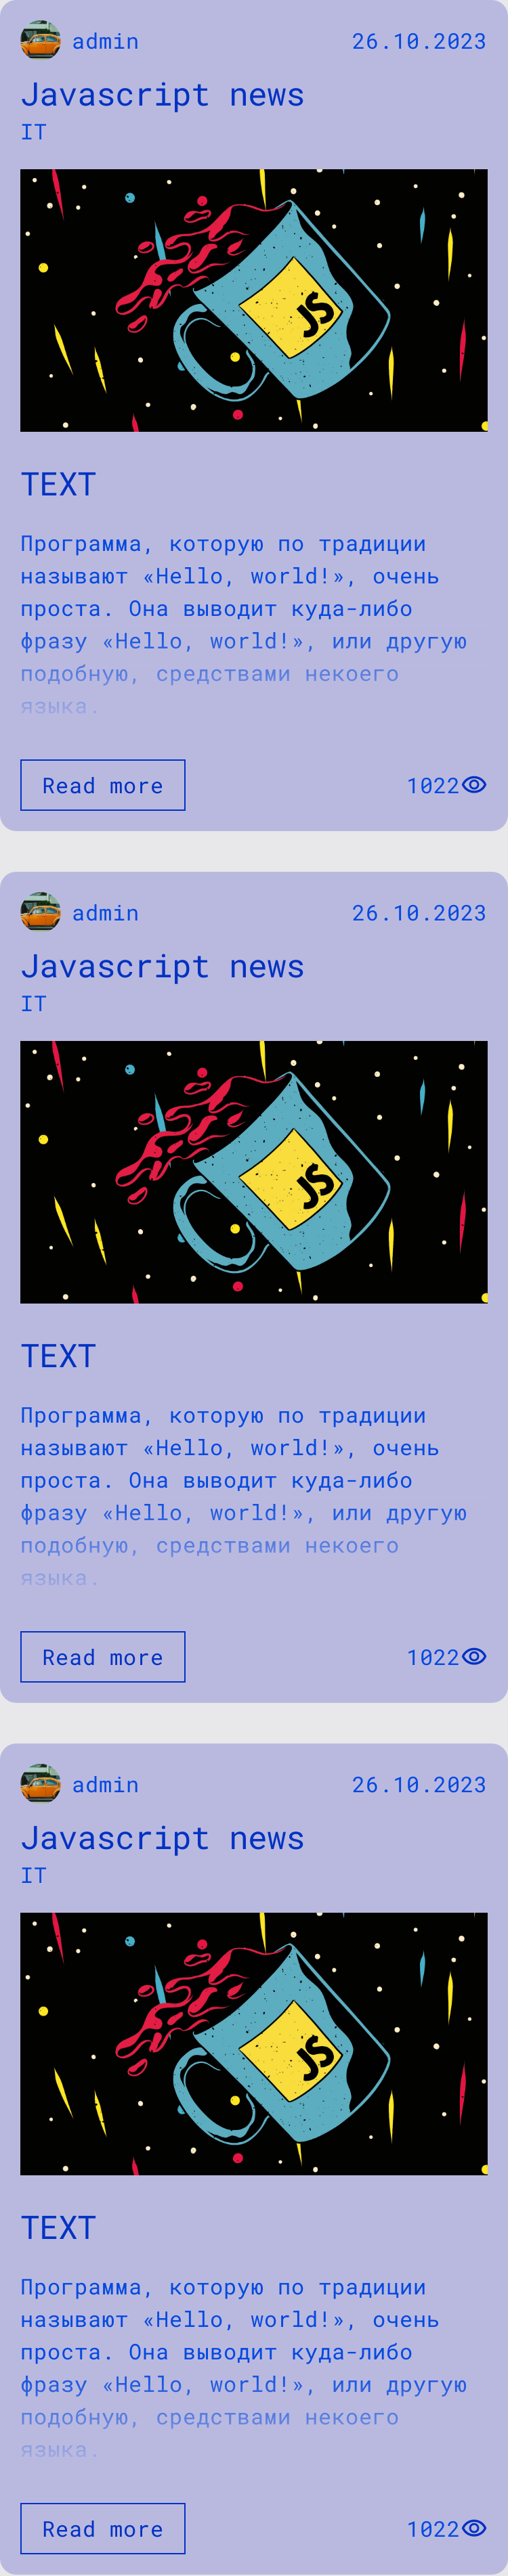 admin 26.10.2023
Javascript news
IT
JS
TEXT
Программа, которую по традиции
называют «Hello, world!», очень
проста. Она выводит куда-либо
фразу «Hello, world!», или другую
подобную, средствами некоего
языка.
Read more 1022
admin 26.10.2023
Javascript news
IT
JS
TEXT
Программа, которую по традиции
называют «Hello, world!», очень
проста. Она выводит куда-либо
фразу «Hello, world!», или другую
подобную, средствами некоего
языка.
Read more 1022
admin 26.10.2023
Javascript news
IT
JS
TEXT
Программа, которую по традиции
называют «Hello, world!», очень
проста. Она выводит куда-либо
фразу «Hello, world!», или другую
подобную, средствами некоего
языка.
Read more 1022